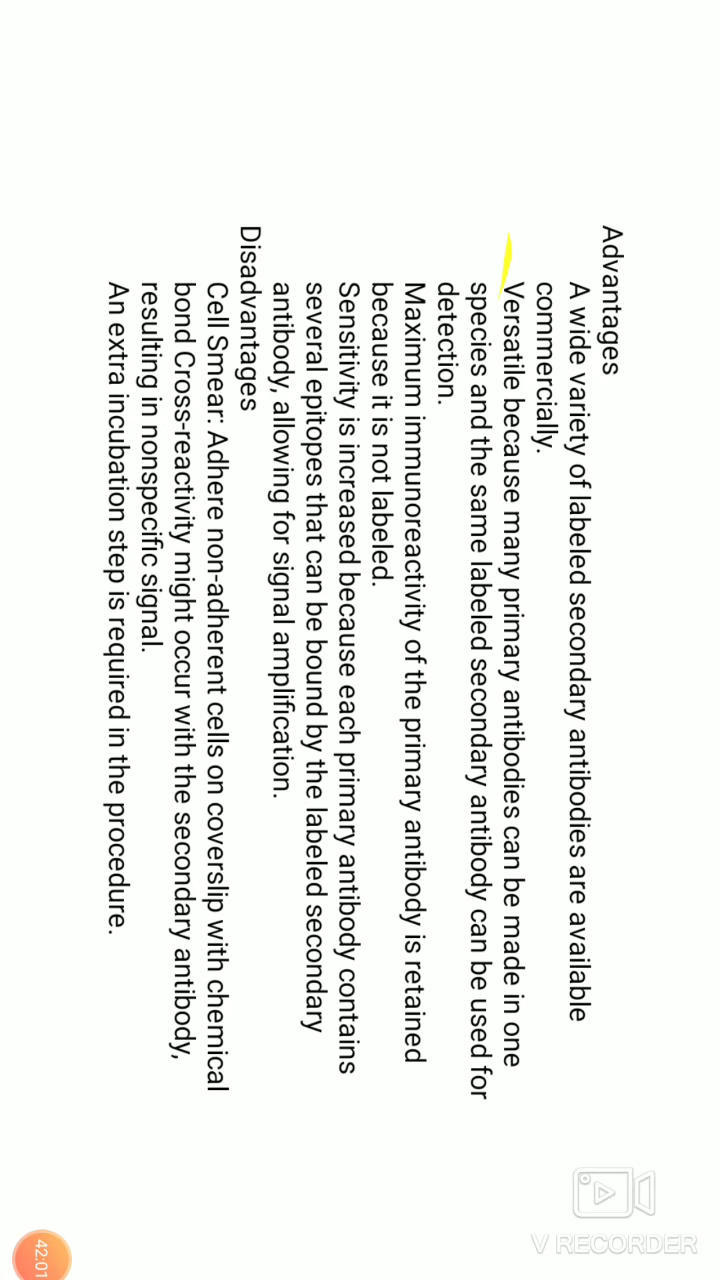 Advantages
A wide variety of labeled secondary antibodies are available
commercially.
Versatile because many primary antibodies can be made in one
species and the same labeled secondary antibody can be used for
detection.
Maximum immunoreactivity of the primary antibody is retained
because it is not labeled.
Sensitivity is increased because each primary antibody contains
several epitopes that can be bound by the labeled secondary
antibody, allowing for signal amplification.
Disadvantages
Cell Smear: Adhere non-adherent cells on coverslip with chemical
bond Cross-reactivity might occur with the secondary antibody,
resulting in nonspecific signal.
An extra incubation step is required in the procedure.
V RECORDER
42:01